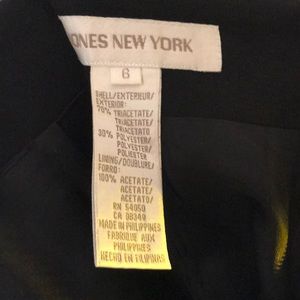 ONES NEW YORK
6
SHELL/EXTERIEUR/
EXTERIOR:
70% TRIACETATE/
TRIACETATE/
TRIACETATO
30% POLYESTER/
POLYESTER/
POLIESTER
LINING/DOUBLURE/
FORRO:
100% ACETATE/
ACETATE/
ACETATO/
RN 54050
CA 08349
MADE IN PHILIPPINES
FABRIQUE AUX
PHILIPPINES
HECHO EN FILIPINAS